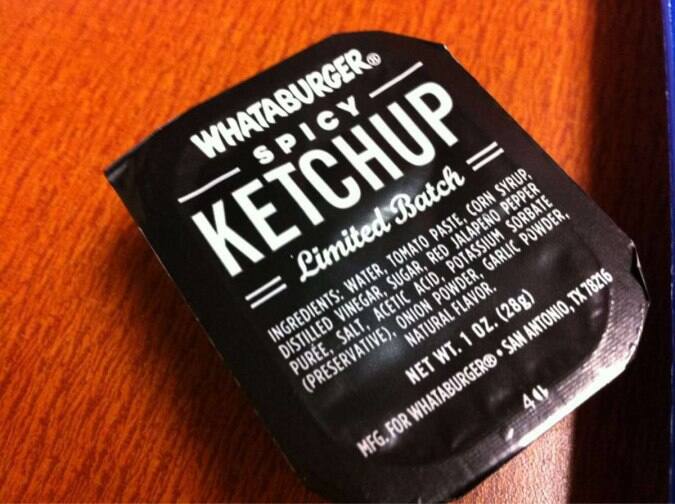 WHATABURGER®
SPICY
KETCHUP
Limited Batch
INGREDIENTS: WATER, TOMATO PASTE, CORN SYRUP,
DISTILLED VINEGAR, SUGAR, RED JALAPEÑO PEPPER
PURÉE, SALT, ACETIC ACID, POTASSIUM SORBATE
(PRESERVATIVE), ONION POWDER, GARLIC POWDER,
NATURAL FLAVOR.
NET WT. 1 OZ. (28g)
MFG. FOR WHATABURGER® • SAN ANTONIO, TX 78216